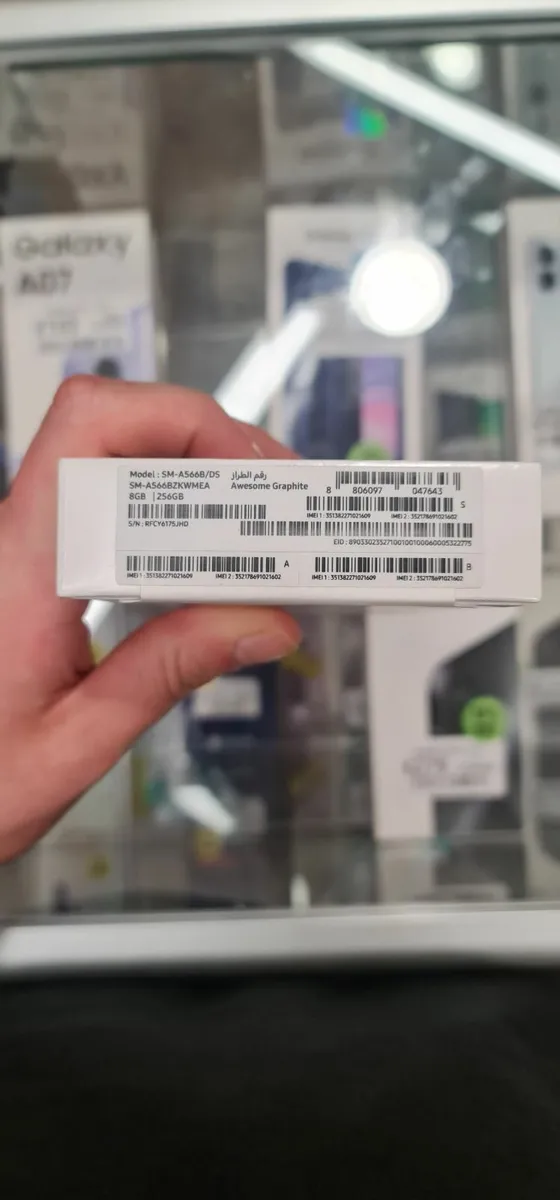 Galaxy
A07
Model : SM-A566B/DS رقم الطراز
SM-A566BZKWMEA Awesome Graphite
8GB | 256GB
8 806097 047643
S
IMEI 1 : 351382271021609 IMEI 2 : 352178691021602
S/N : RFCY617SJHD
EID : 89033023527100100100060005322775
A
B
IMEI 1 : 351382271021609 IMEI 2 : 352178691021602
IMEI 1 : 351382271021609 IMEI 2 : 352178691021602